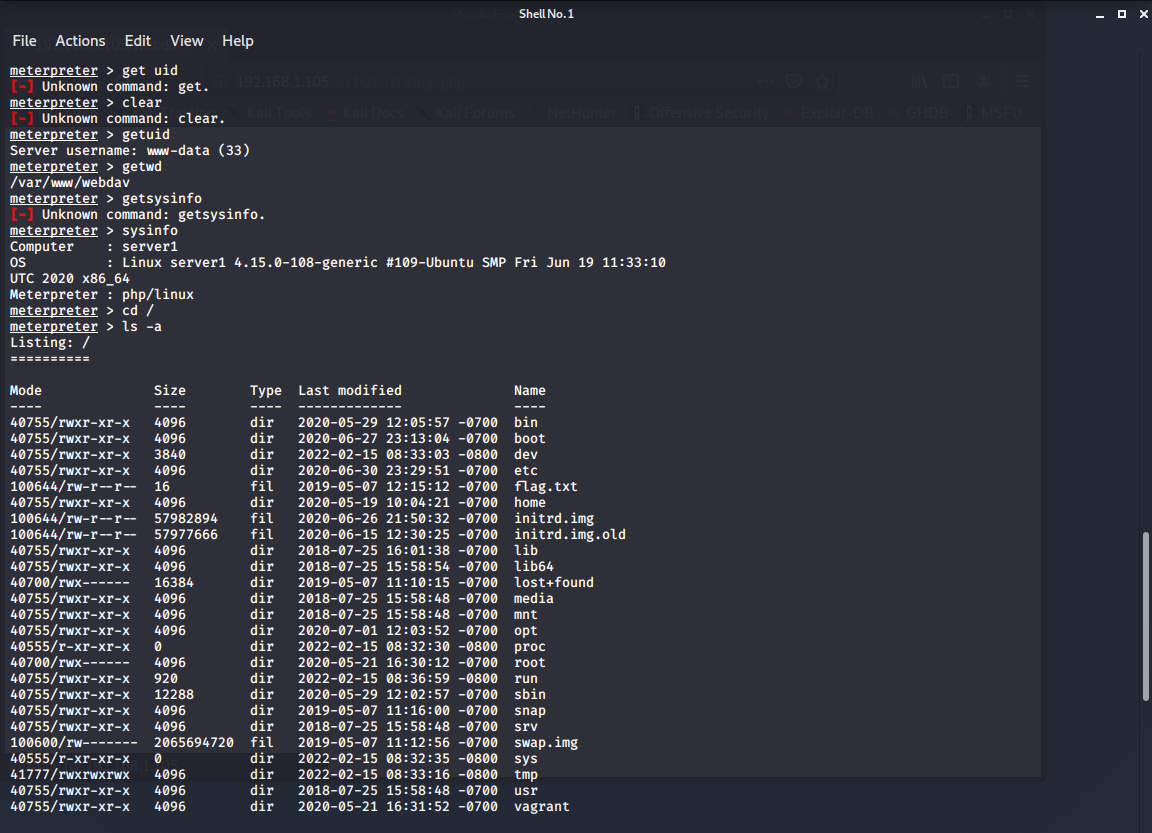 Shell No.1
File Actions Edit View Help
192.168.1.105
Kali Tools Kali Docs Kali Forums NetHunter Offensive Security Exploit-DB GHDB MSFU
meterpreter > get uid
[-] Unknown command: get.
meterpreter > clear
[-] Unknown command: clear.
meterpreter > getuid
Server username: www-data (33)
meterpreter > getwd
/var/www/webdav
meterpreter > getsysinfo
[-] Unknown command: getsysinfo.
meterpreter > sysinfo
Computer : server1
OS : Linux server1 4.15.0-108-generic #109-Ubuntu SMP Fri Jun 19 11:33:10
UTC 2020 x86_64
Meterpreter : php/linux
meterpreter > cd /
meterpreter > ls -a
Listing: /
==========
Mode Size Type Last modified Name
---- ---- ---- ------------- ----
40755/rwxr-xr-x 4096 dir 2020-05-29 12:05:57 -0700 bin
40755/rwxr-xr-x 4096 dir 2020-06-27 23:13:04 -0700 boot
40755/rwxr-xr-x 3840 dir 2022-02-15 08:33:03 -0800 dev
40755/rwxr-xr-x 4096 dir 2020-06-30 23:29:51 -0700 etc
100644/rw-r--r-- 16 fil 2019-05-07 12:15:12 -0700 flag.txt
40755/rwxr-xr-x 4096 dir 2020-05-19 10:04:21 -0700 home
100644/rw-r--r-- 57982894 fil 2020-06-26 21:50:32 -0700 initrd.img
100644/rw-r--r-- 57977666 fil 2020-06-15 12:30:25 -0700 initrd.img.old
40755/rwxr-xr-x 4096 dir 2018-07-25 16:01:38 -0700 lib
40755/rwxr-xr-x 4096 dir 2018-07-25 15:58:54 -0700 lib64
40700/rwx------ 16384 dir 2019-05-07 11:10:15 -0700 lost+found
40755/rwxr-xr-x 4096 dir 2018-07-25 15:58:48 -0700 media
40755/rwxr-xr-x 4096 dir 2018-07-25 15:58:48 -0700 mnt
40755/rwxr-xr-x 4096 dir 2020-07-01 12:03:52 -0700 opt
40555/r-xr-xr-x 0 dir 2022-02-15 08:32:30 -0800 proc
40700/rwx------ 4096 dir 2020-05-21 16:30:12 -0700 root
40755/rwxr-xr-x 920 dir 2022-02-15 08:36:59 -0800 run
40755/rwxr-xr-x 12288 dir 2020-05-29 12:02:57 -0700 sbin
40755/rwxr-xr-x 4096 dir 2019-05-07 11:16:00 -0700 snap
40755/rwxr-xr-x 4096 dir 2018-07-25 15:58:48 -0700 srv
100600/rw------- 2065694720 fil 2019-05-07 11:12:56 -0700 swap.img
40555/r-xr-xr-x 0 dir 2022-02-15 08:32:35 -0800 sys
41777/rwxrwxrwx 4096 dir 2022-02-15 08:33:16 -0800 tmp
40755/rwxr-xr-x 4096 dir 2018-07-25 15:58:48 -0700 usr
40755/rwxr-xr-x 4096 dir 2020-05-21 16:31:52 -0700 vagrant